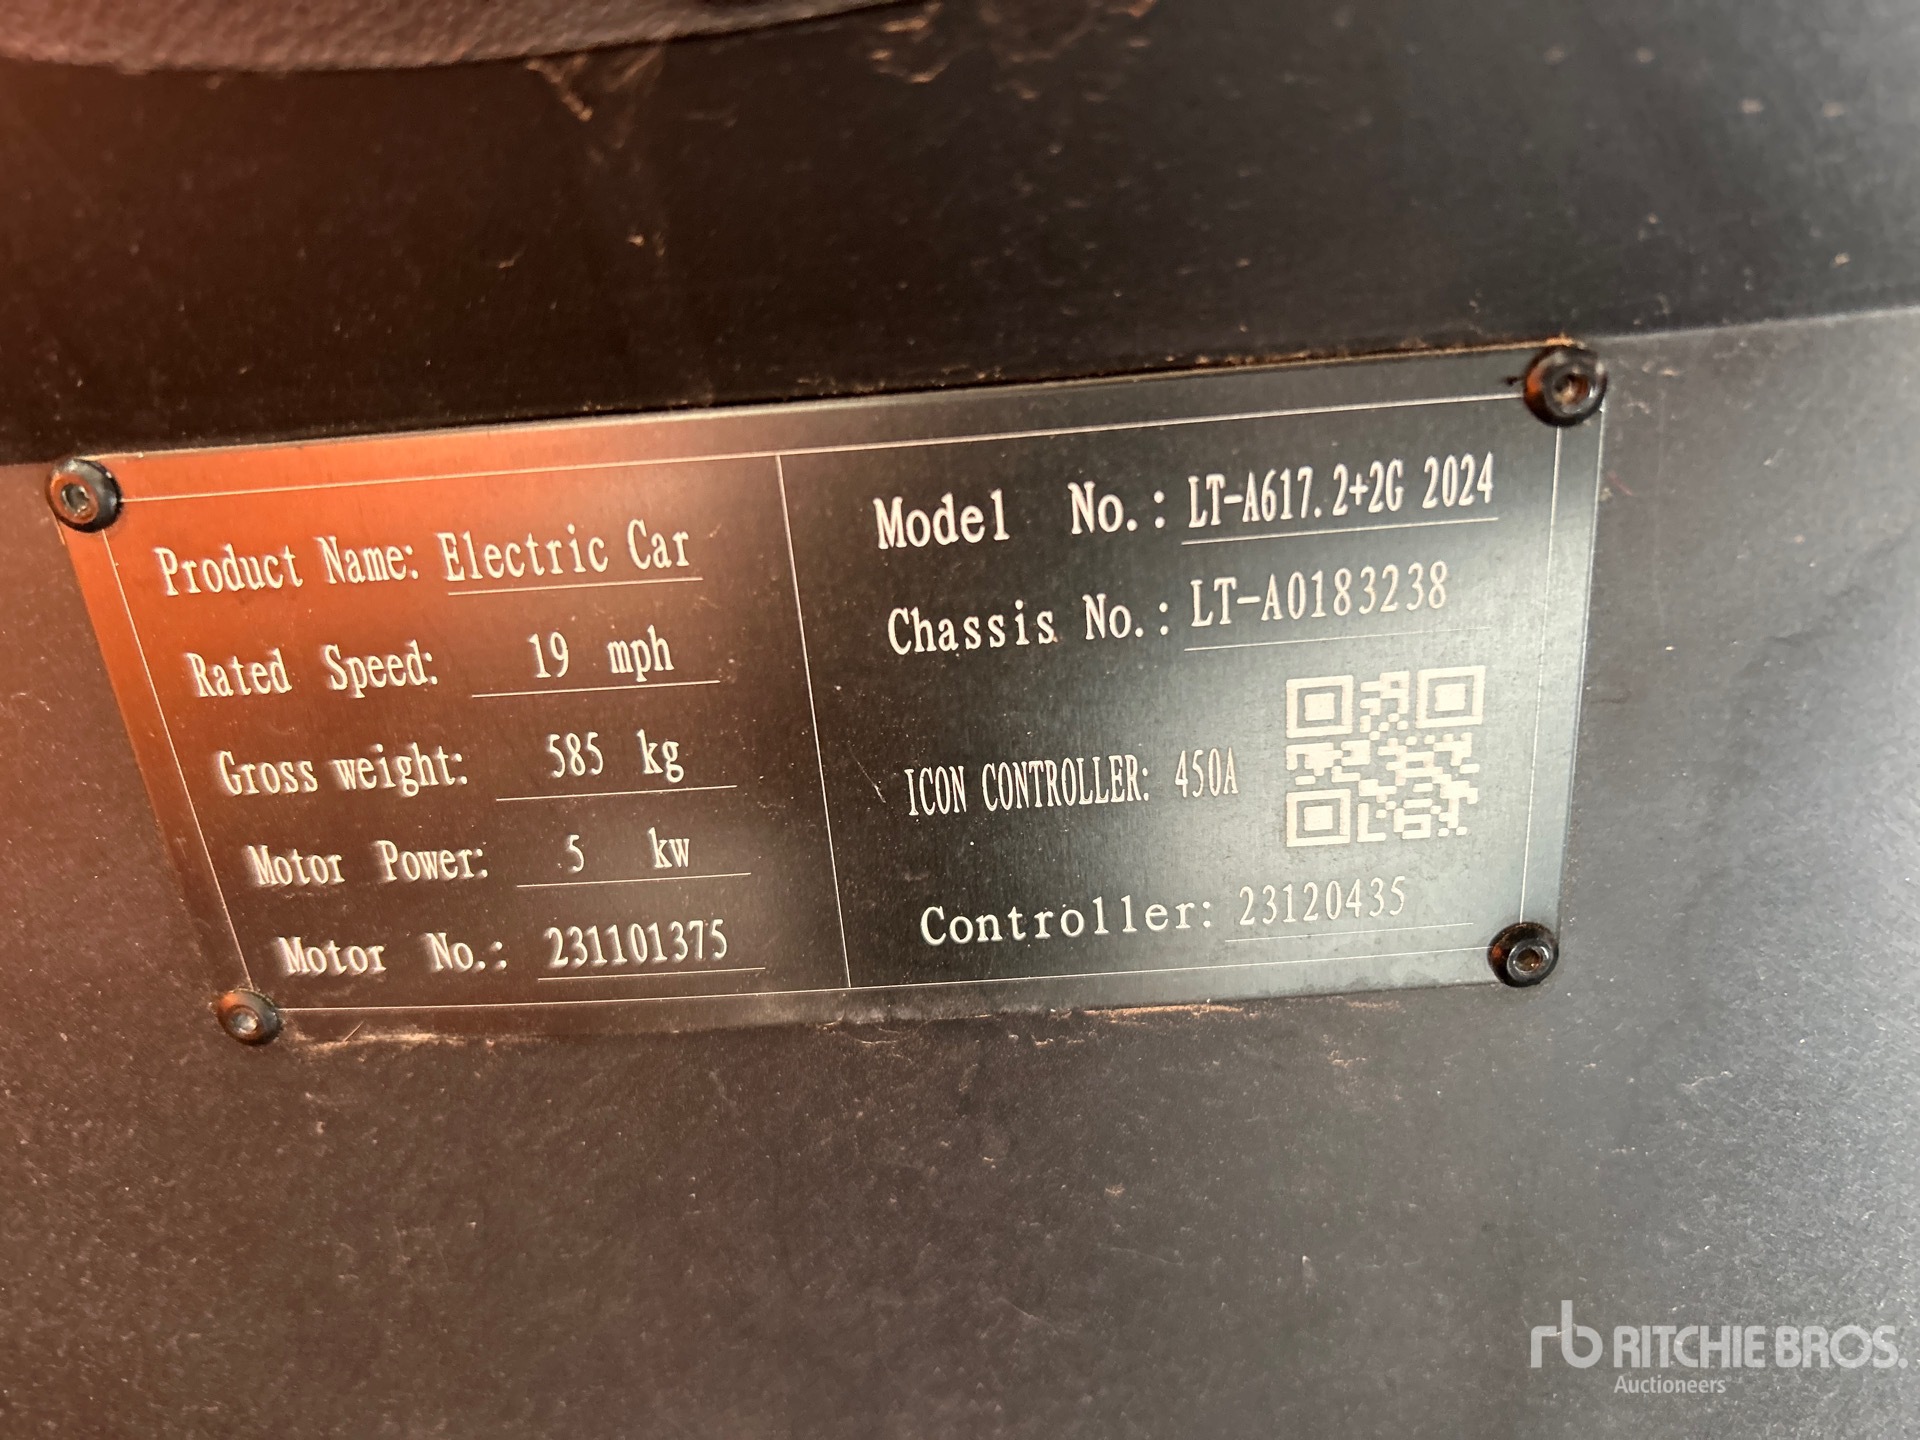 Product Name: Electric Car
Rated Speed: 19 mph
Gross weight: 585 kg
Motor Power: 5 kw
Motor No.: 231101375
Model No.: LT-A617.2+2G 2024
Chassis No.: LT-A0183238
ICON CONTROLLER: 450A
Controller: 23120435
rb RITCHIE BROS.
Auctioneers